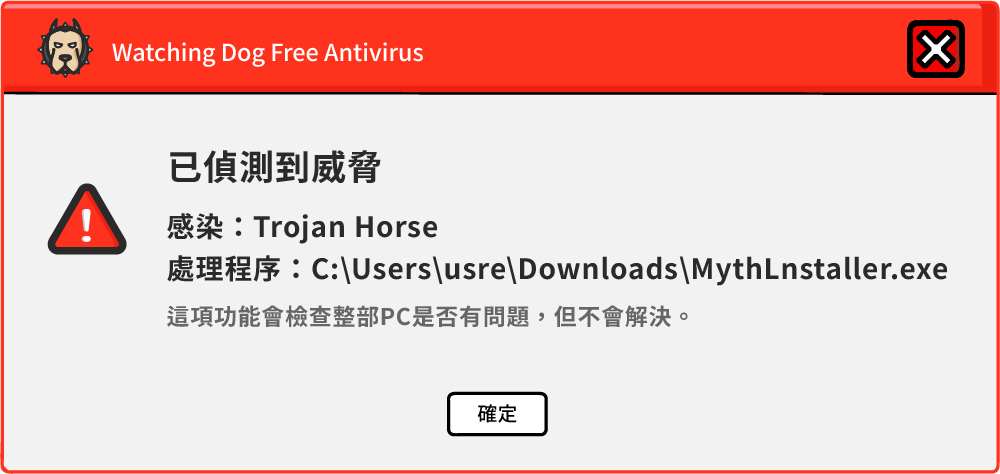 Watching Dog Free Antivirus
已偵測到威脅
感染：Trojan Horse
處理程序：C:\Users\usre\Downloads\MythLnstaller.exe
這項功能會檢查整部PC是否有問題，但不會解決。
確定